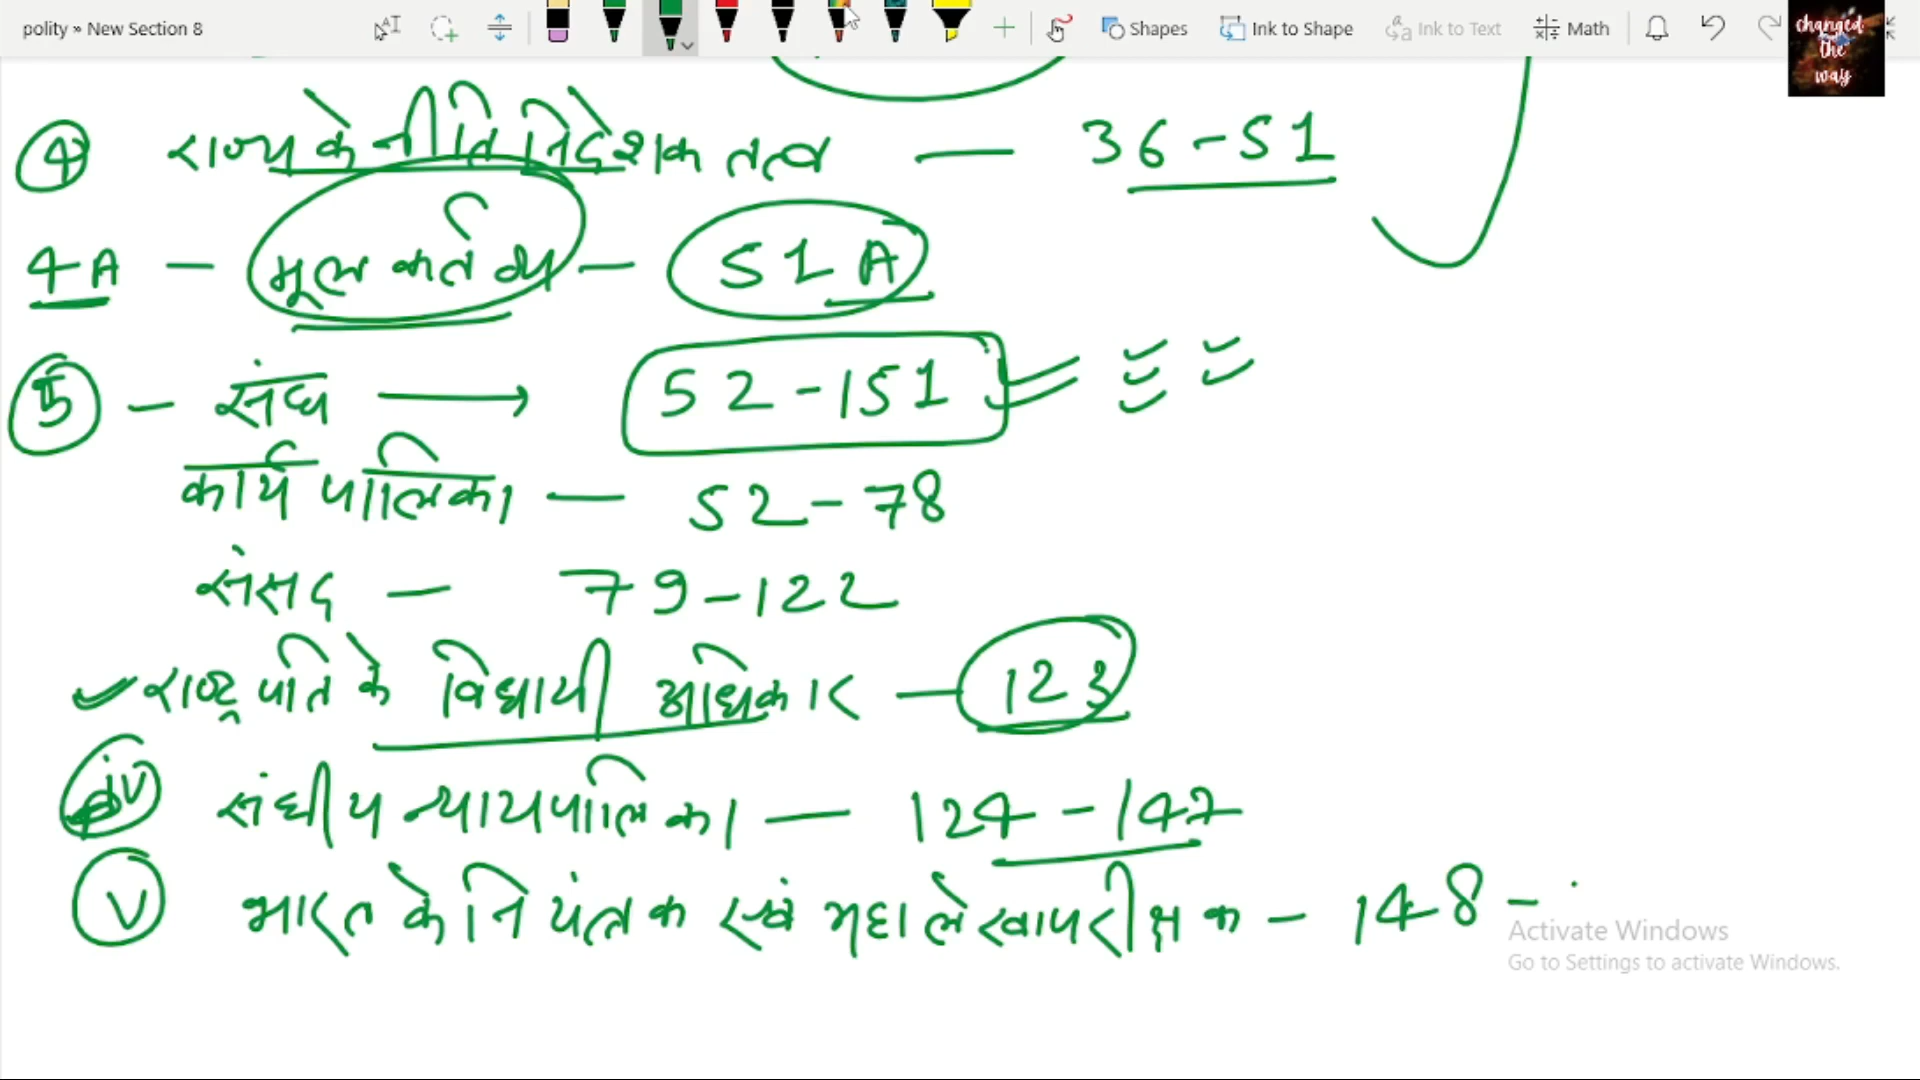 polity » New Section 8
Shapes
Ink to Shape
Ink to Text
Math
changed
the
way
4 राज्य के नीति निदेशक तत्व — 36-51
4A — मूल कर्तव्य — 51A
5 - संघ → 52-151
कार्यपालिका — 52-78
संसद — 79-122
राष्ट्रपति के विधायी अधिकार — 123
iv संघीय न्यायपालिका — 124-147
V भारत के नियंत्रक एवं महालेखापरीक्षक - 148 -
Activate Windows
Go to Settings to activate Windows.